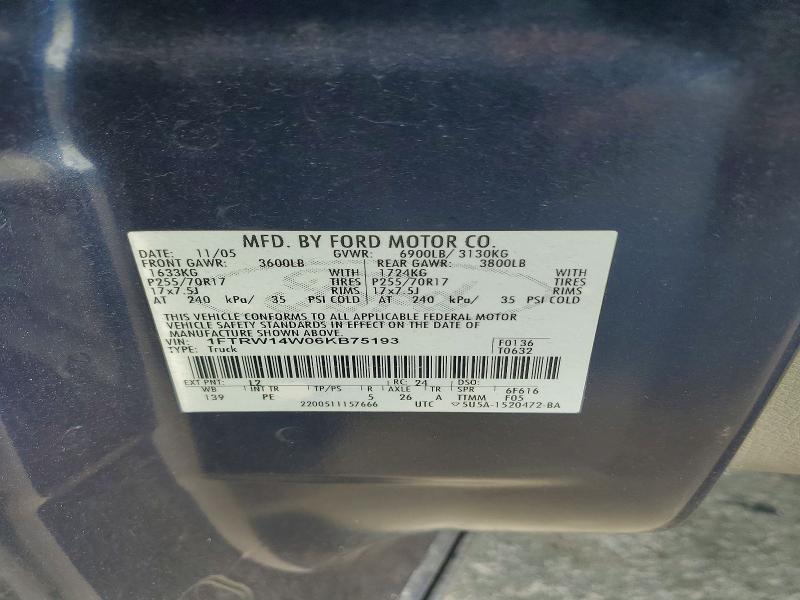 MFD. BY FORD MOTOR CO.
DATE: 11/05 GVWR: 6900LB/ 3130KG
FRONT GAWR: 3600LB REAR GAWR: 3800LB
1633KG WITH 1724KG WITH
P255/70R17 TIRES P255/70R17 TIRES
17x7.5J RIMS 17x7.5J RIMS
AT 240 kPa/ 35 PSI COLD AT 240 kPa/ 35 PSI COLD
THIS VEHICLE CONFORMS TO ALL APPLICABLE FEDERAL MOTOR
VEHICLE SAFETY STANDARDS IN EFFECT ON THE DATE OF
MANUFACTURE SHOWN ABOVE.
VIN: 1FTRW14W06KB75193 F0136
TYPE: Truck T0632
EXT PNT: L2 RC: 24 DSO:
WB INT TR TP/PS R AXLE TR SPR 6F616
139 PE 5 26 A TTMM F05
2200511157666 UTC 5U5A-1520472-BA